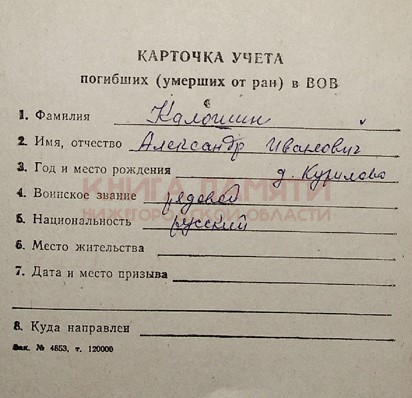 КАРТОЧКА УЧЕТА
погибших (умерших от ран) в ВОВ
1. Фамилия Калошин
2. Имя, отчество Александр Иванович
3. Год и место рождения д. Курилово
КНИГА ПАМЯТИ
4. Воинское звание рядовой
НИЖЕГОРОДСКОЙ ОБЛАСТИ
5. Национальность русский
6. Место жительства
7. Дата и место призыва
8. Куда направлен
Зак. № 4853, т. 120000